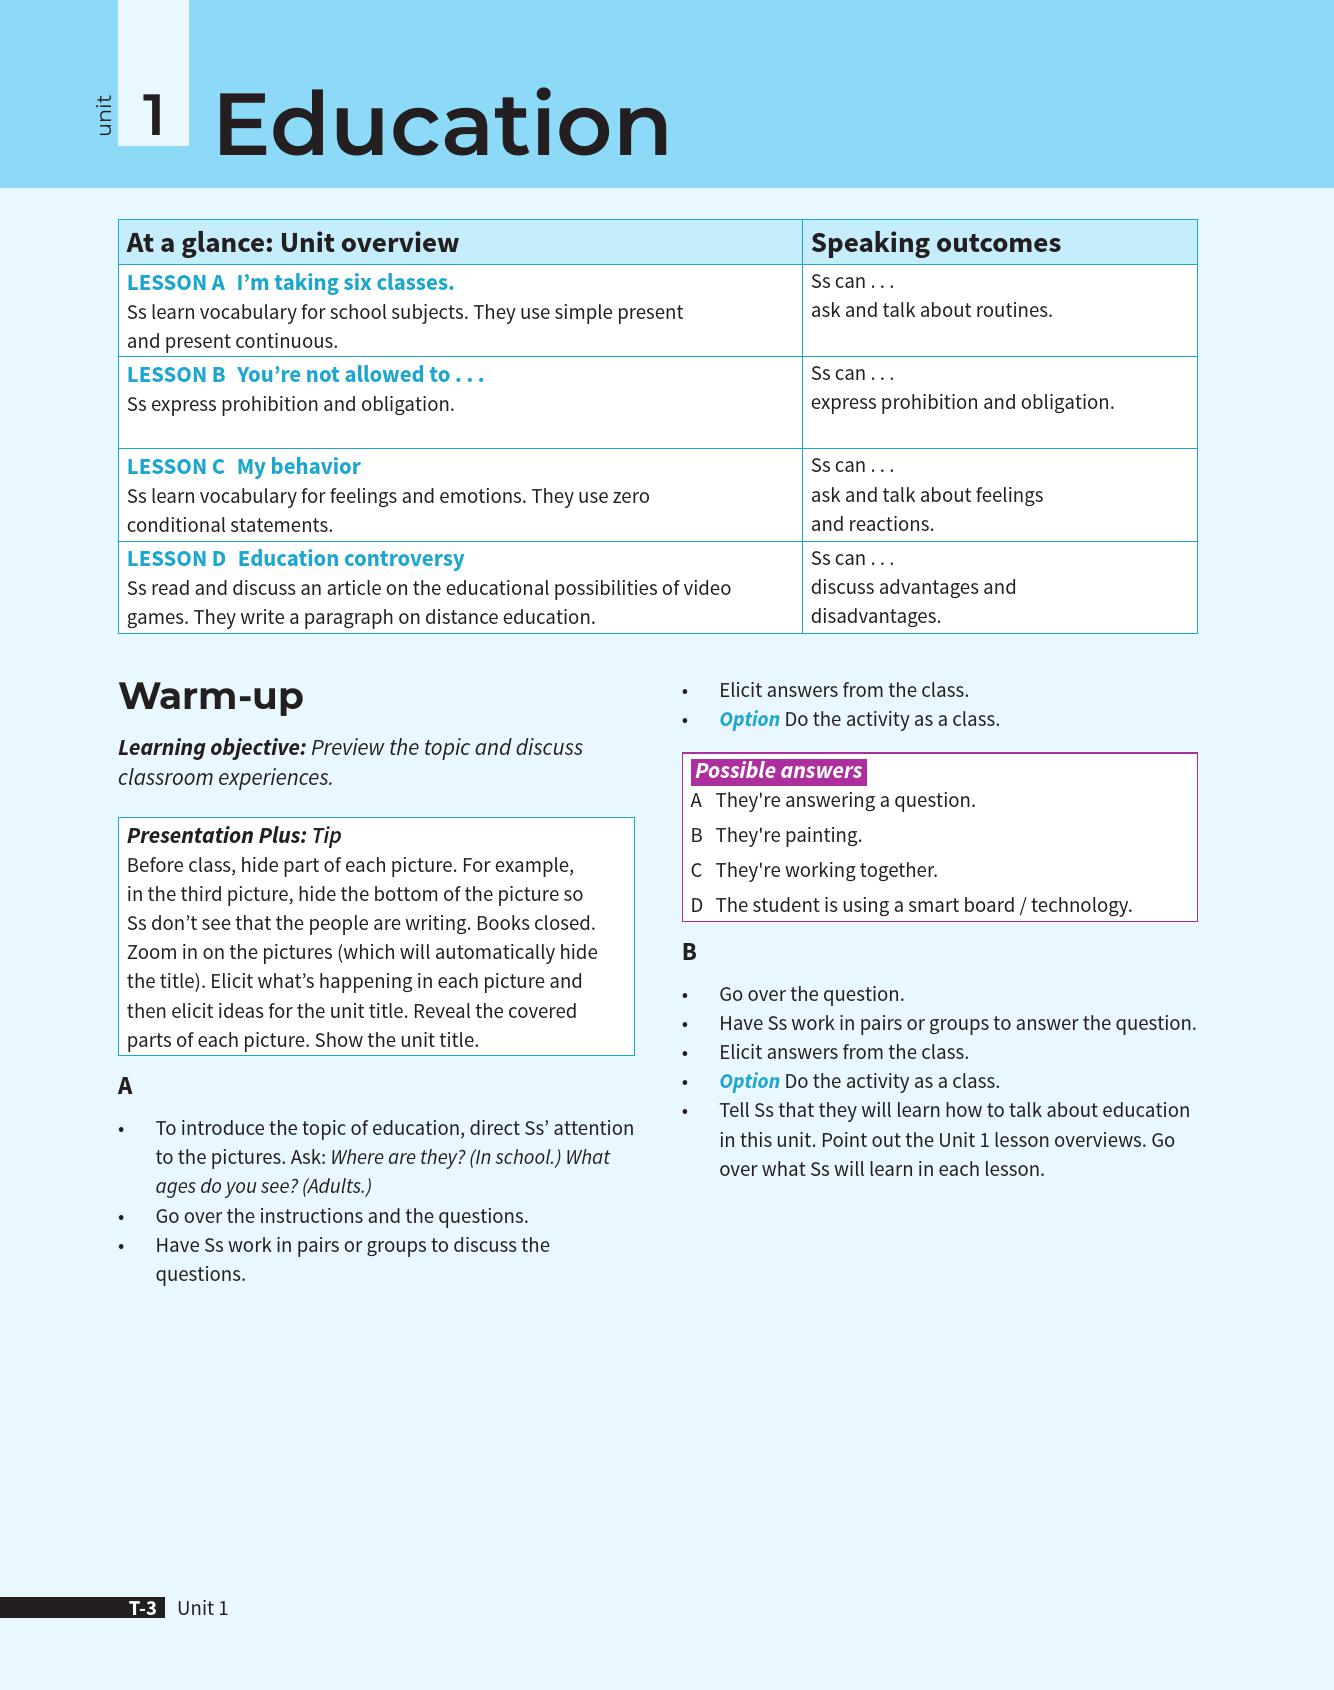 unit
1
Education
At a glance: Unit overview
Speaking outcomes
LESSON A I’m taking six classes.
Ss learn vocabulary for school subjects. They use simple present
and present continuous.
Ss can . . .
ask and talk about routines.
LESSON B You’re not allowed to . . .
Ss express prohibition and obligation.
Ss can . . .
express prohibition and obligation.
LESSON C My behavior
Ss learn vocabulary for feelings and emotions. They use zero
conditional statements.
Ss can . . .
ask and talk about feelings
and reactions.
LESSON D Education controversy
Ss read and discuss an article on the educational possibilities of video
games. They write a paragraph on distance education.
Ss can . . .
discuss advantages and
disadvantages.
Warm-up
Learning objective: Preview the topic and discuss
classroom experiences.
Presentation Plus: Tip
Before class, hide part of each picture. For example,
in the third picture, hide the bottom of the picture so
Ss don’t see that the people are writing. Books closed.
Zoom in on the pictures (which will automatically hide
the title). Elicit what’s happening in each picture and
then elicit ideas for the unit title. Reveal the covered
parts of each picture. Show the unit title.
A
• To introduce the topic of education, direct Ss’ attention
to the pictures. Ask: Where are they? (In school.) What
ages do you see? (Adults.)
• Go over the instructions and the questions.
• Have Ss work in pairs or groups to discuss the
questions.
• Elicit answers from the class.
• Option Do the activity as a class.
Possible answers
A They're answering a question.
B They're painting.
C They're working together.
D The student is using a smart board / technology.
B
• Go over the question.
• Have Ss work in pairs or groups to answer the question.
• Elicit answers from the class.
• Option Do the activity as a class.
• Tell Ss that they will learn how to talk about education
in this unit. Point out the Unit 1 lesson overviews. Go
over what Ss will learn in each lesson.
T-3 Unit 1